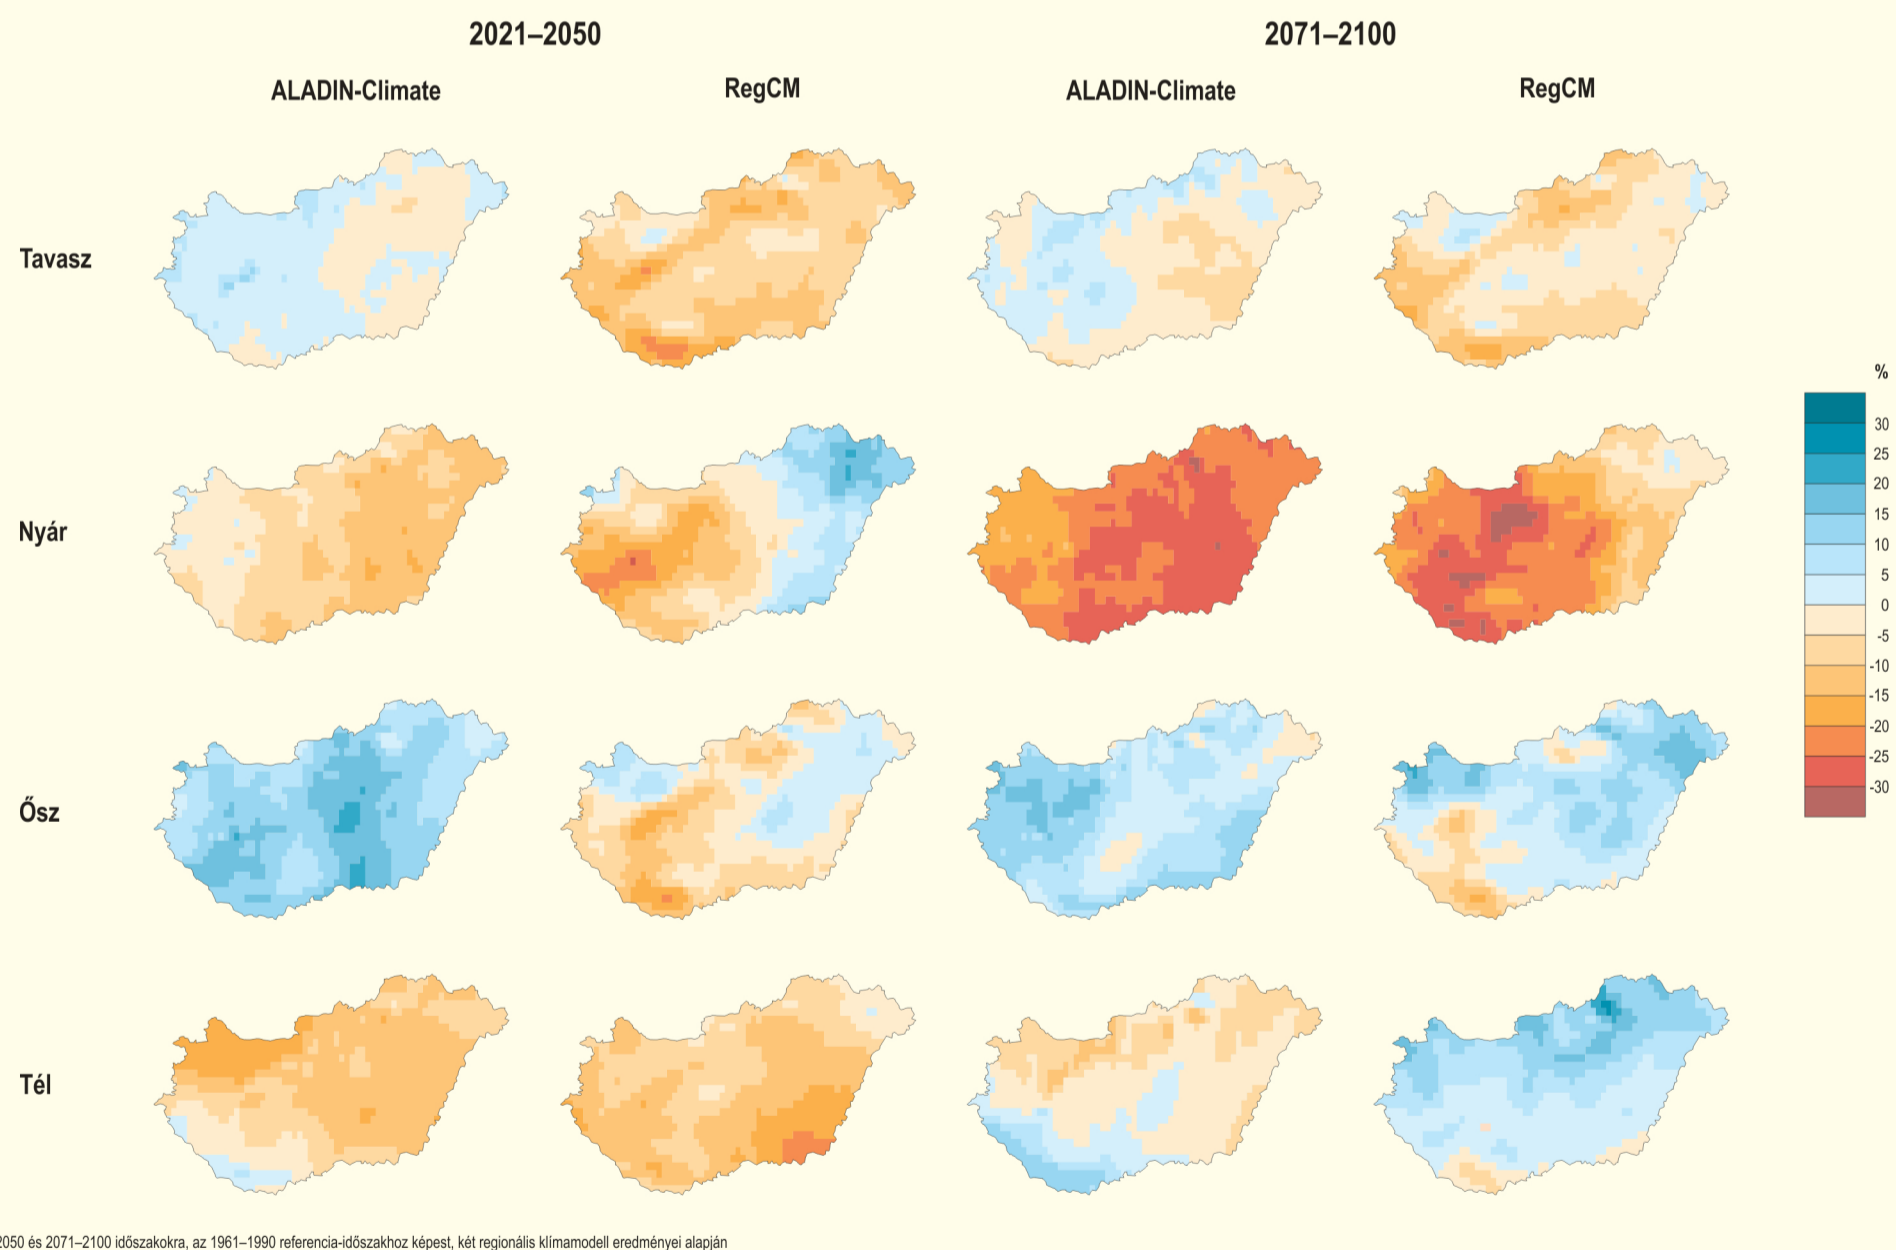 2021–2050
2071–2100
ALADIN-Climate
RegCM
ALADIN-Climate
RegCM
Tavasz
Nyár
Ősz
Tél
%
30
25
20
15
10
5
0
-5
-10
-15
-20
-25
-30
2050 és 2071–2100 időszakokra, az 1961–1990 referencia-időszakhoz képest, két regionális klímamodell eredményei alapján